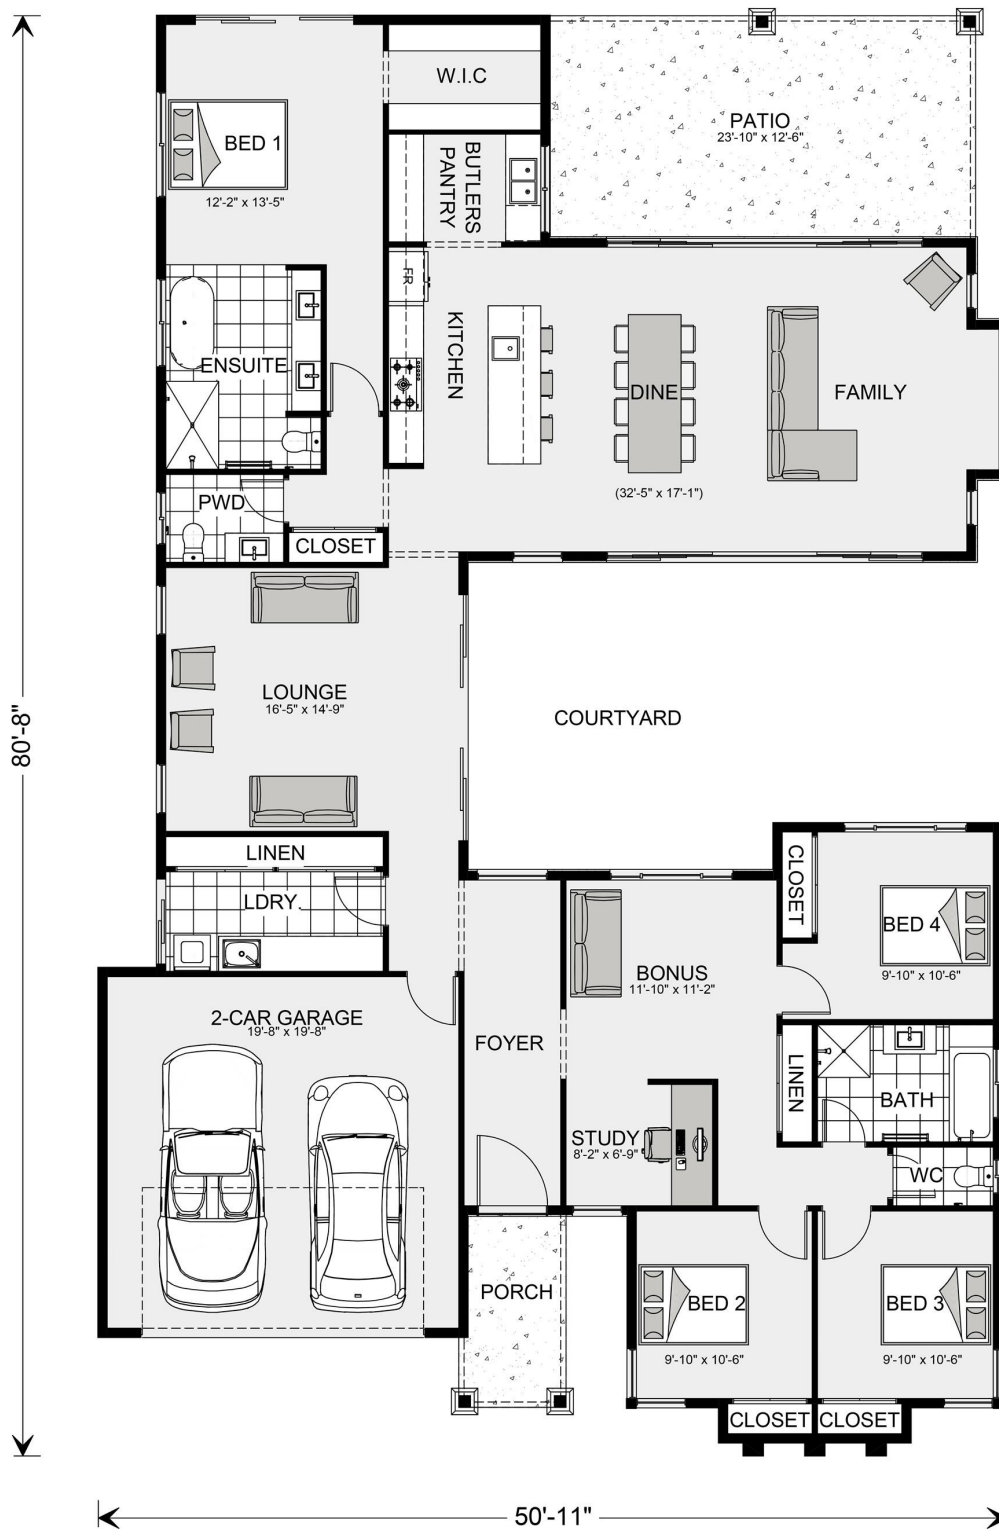 W.I.C
PATIO
23'-10" x 12'-6"
BED 1
12'-2" x 13'-5"
BUTLERS
PANTRY
FR
KITCHEN
ENSUITE
DINE
FAMILY
(32'-5" x 17'-1")
PWD
CLOSET
LOUNGE
16'-5" x 14'-9"
COURTYARD
80'-8"
LINEN
LDRY.
CLOSET
BED 4
9'-10" x 10'-6"
BONUS
11'-10" x 11'-2"
2-CAR GARAGE
19'-8" x 19'-8"
FOYER
LINEN
BATH
STUDY
8'-2" x 6'-9"
WC
PORCH
BED 2
9'-10" x 10'-6"
BED 3
9'-10" x 10'-6"
CLOSET
CLOSET
50'-11"